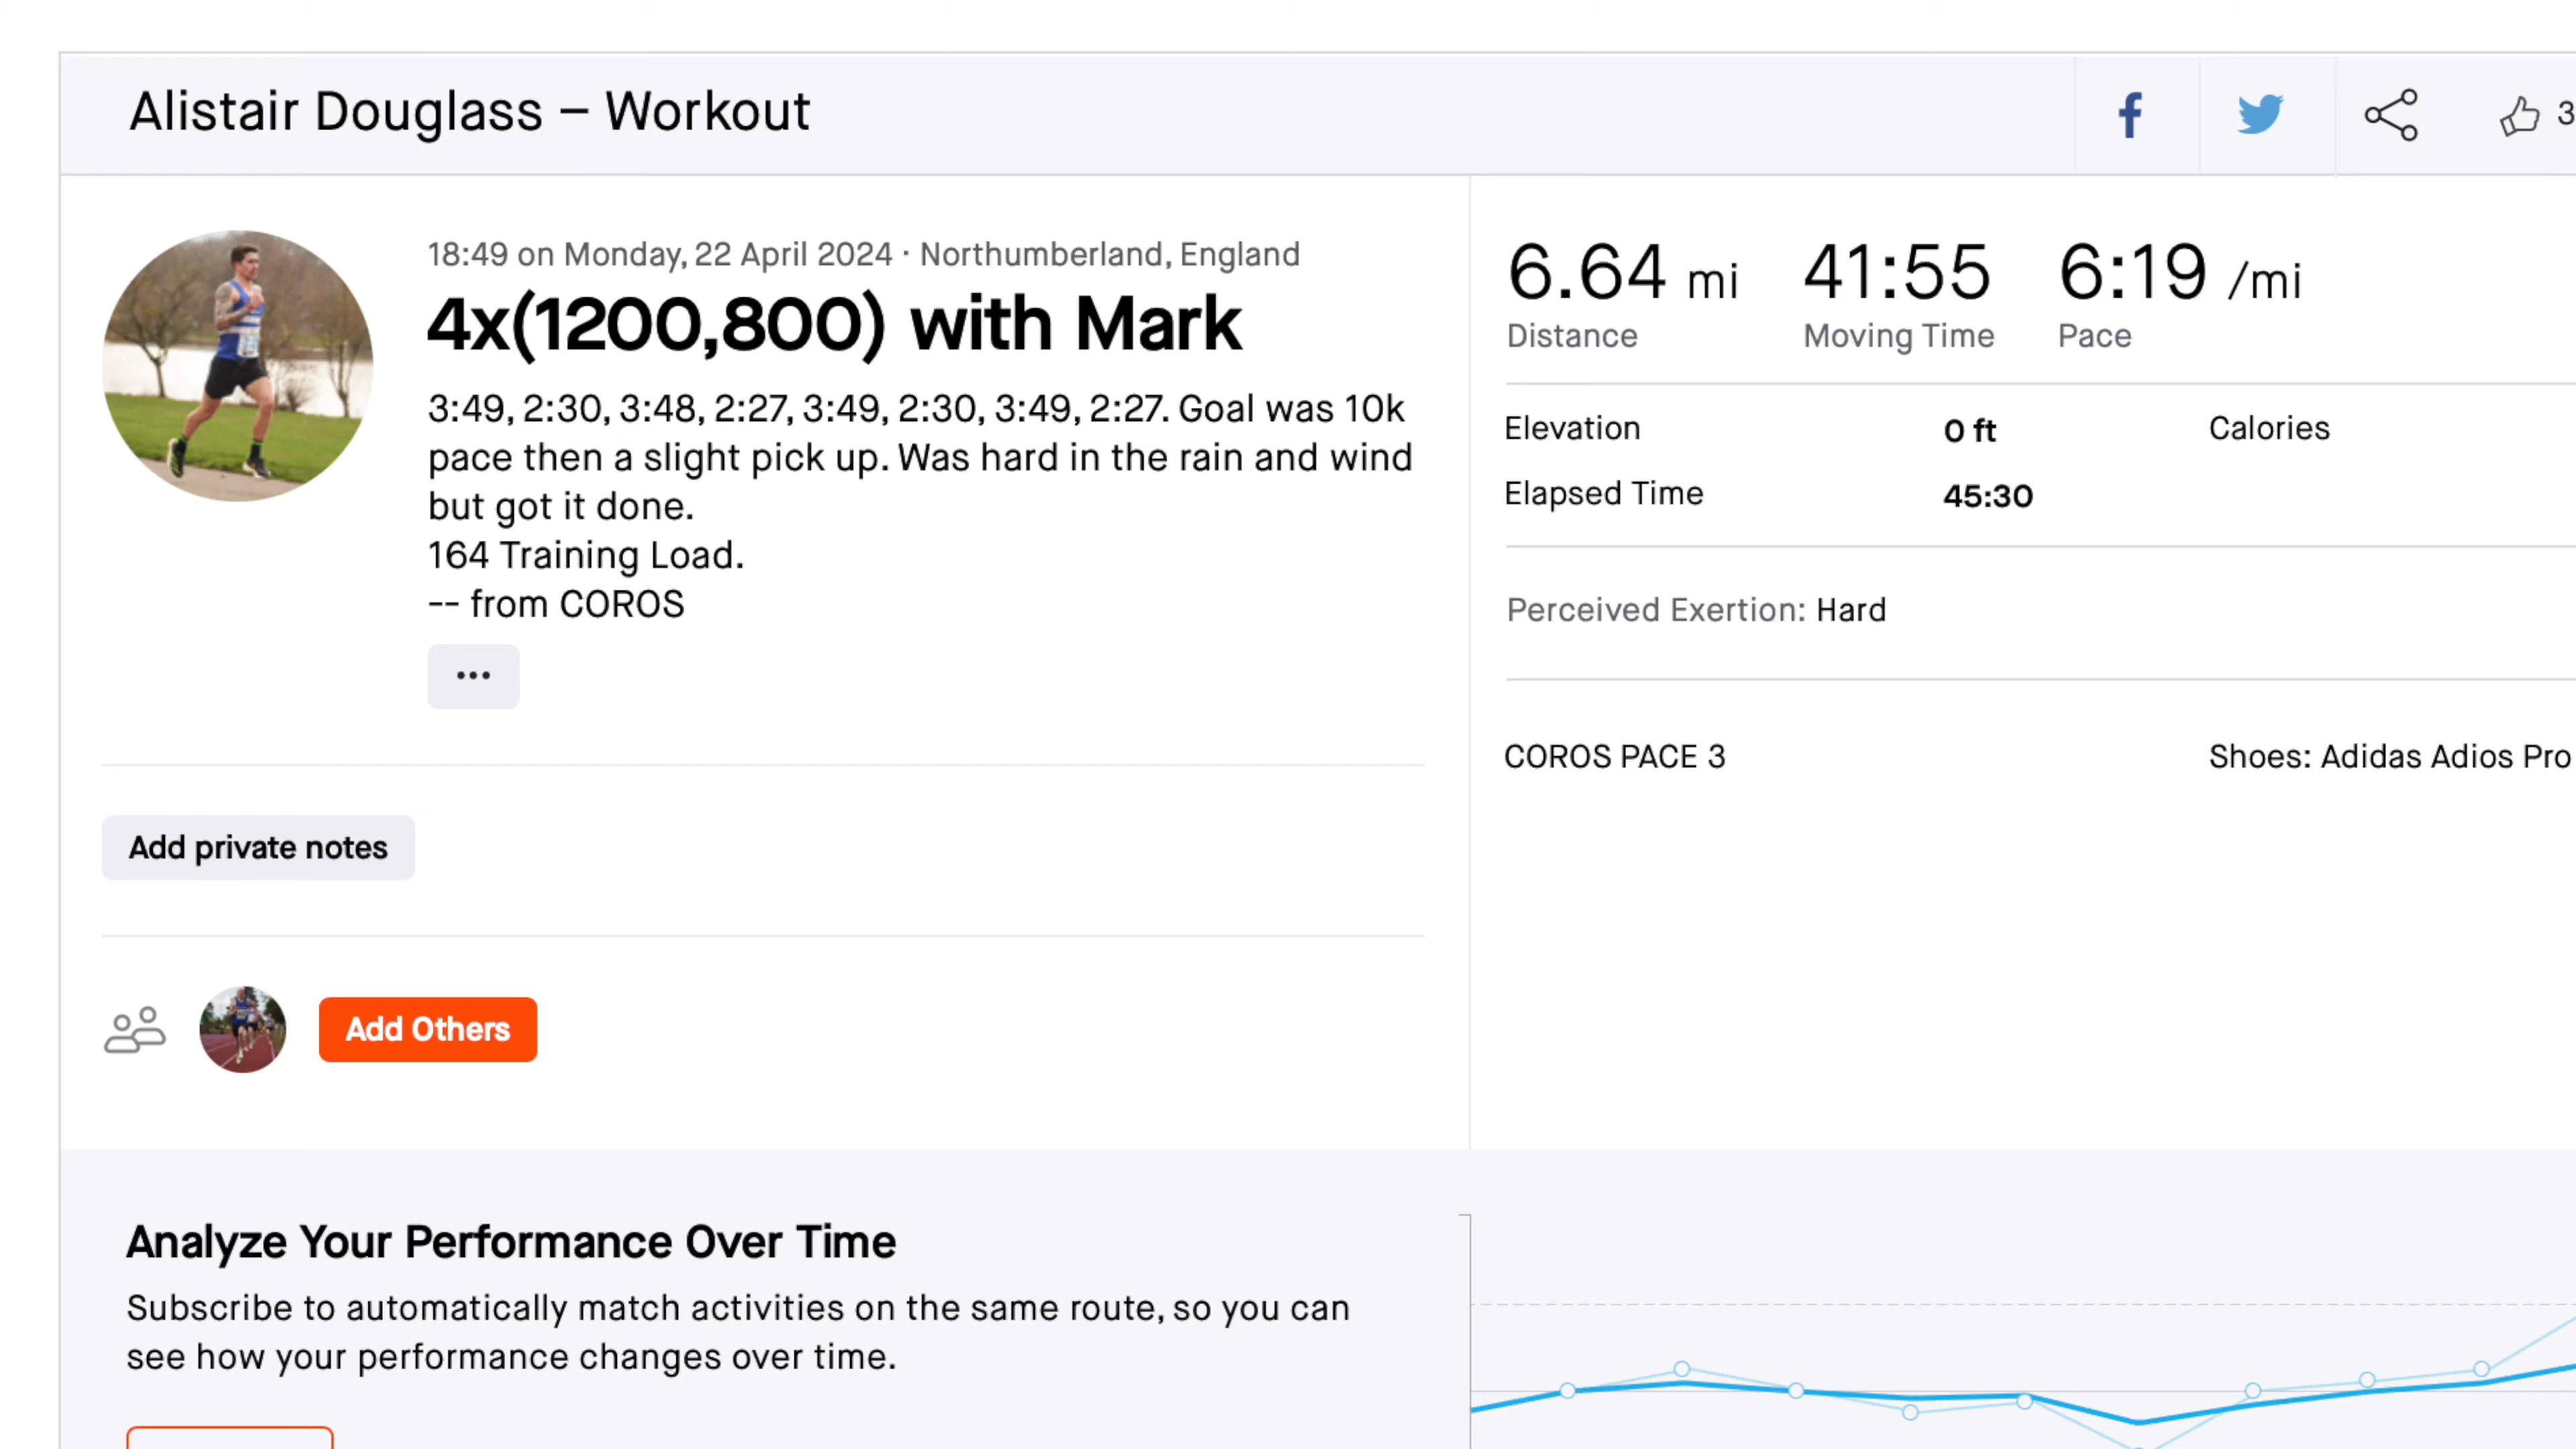 Alistair Douglass – Workout
3
18:49 on Monday, 22 April 2024 · Northumberland, England
4x(1200,800) with Mark
3:49, 2:30, 3:48, 2:27, 3:49, 2:30, 3:49, 2:27. Goal was 10k
pace then a slight pick up. Was hard in the rain and wind
but got it done.
164 Training Load.
-- from COROS
Add private notes
Add Others
6.64 mi 41:55 6:19 /mi
Distance Moving Time Pace
Elevation 0 ft Calories
Elapsed Time 45:30
Perceived Exertion: Hard
COROS PACE 3 Shoes: Adidas Adios Pro
Analyze Your Performance Over Time
Subscribe to automatically match activities on the same route, so you can
see how your performance changes over time.